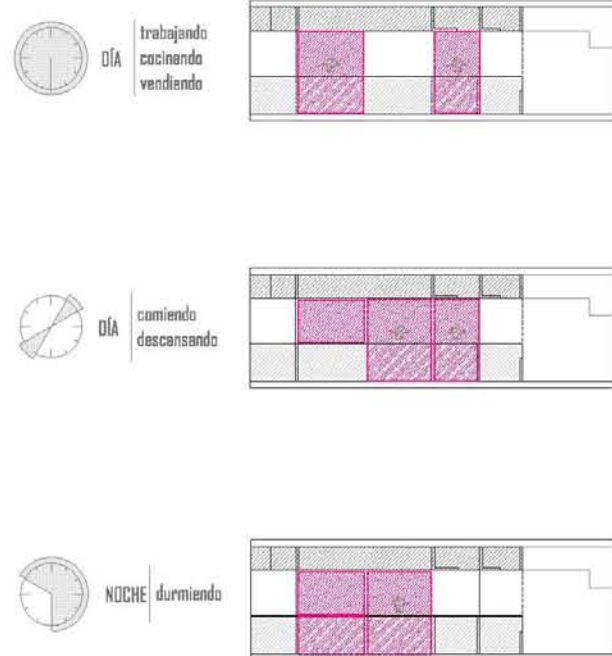 DÍA
trabajando
cocinando
vendiendo
DÍA
comiendo
descansando
NOCHE
durmiendo